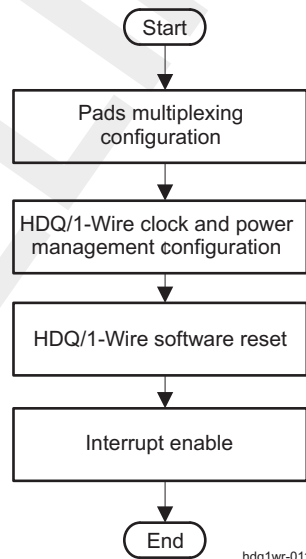 Start
Pads multiplexing
configuration
HDQ/1-Wire clock and power
management configuration
HDQ/1-Wire software reset
Interrupt enable
End